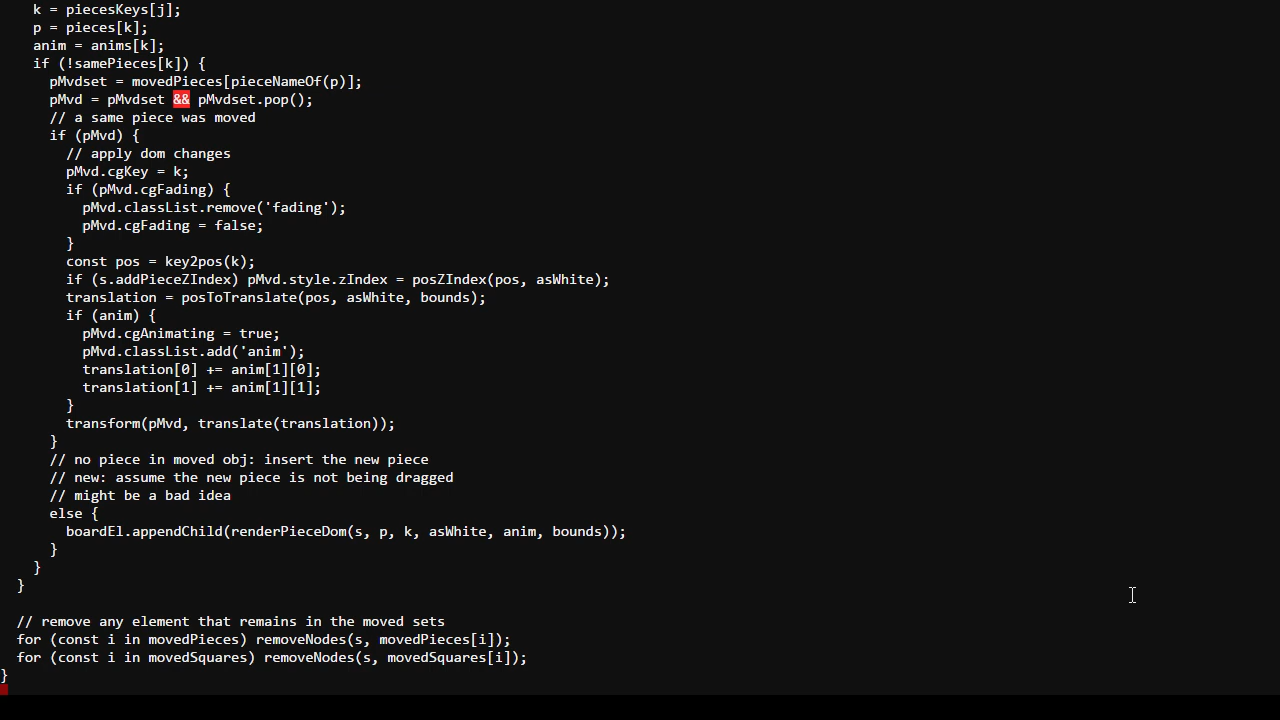 k = piecesKeys[j];
p = pieces[k];
anim = anims[k];
if (!samePieces[k]) {
pMvdset = movedPieces[pieceNameOf(p)];
pMvd = pMvdset && pMvdset.pop();
// a same piece was moved
if (pMvd) {
// apply dom changes
pMvd.cgKey = k;
if (pMvd.cgFading) {
pMvd.classList.remove('fading');
pMvd.cgFading = false;
}
const pos = key2pos(k);
if (s.addPieceZIndex) pMvd.style.zIndex = posZIndex(pos, asWhite);
translation = posToTranslate(pos, asWhite, bounds);
if (anim) {
pMvd.cgAnimating = true;
pMvd.classList.add('anim');
translation[0] += anim[1][0];
translation[1] += anim[1][1];
}
transform(pMvd, translate(translation));
}
// no piece in moved obj: insert the new piece
// new: assume the new piece is not being dragged
// might be a bad idea
else {
boardEl.appendChild(renderPieceDom(s, p, k, asWhite, anim, bounds));
}
}
}
// remove any element that remains in the moved sets
for (const i in movedPieces) removeNodes(s, movedPieces[i]);
for (const i in movedSquares) removeNodes(s, movedSquares[i]);
}